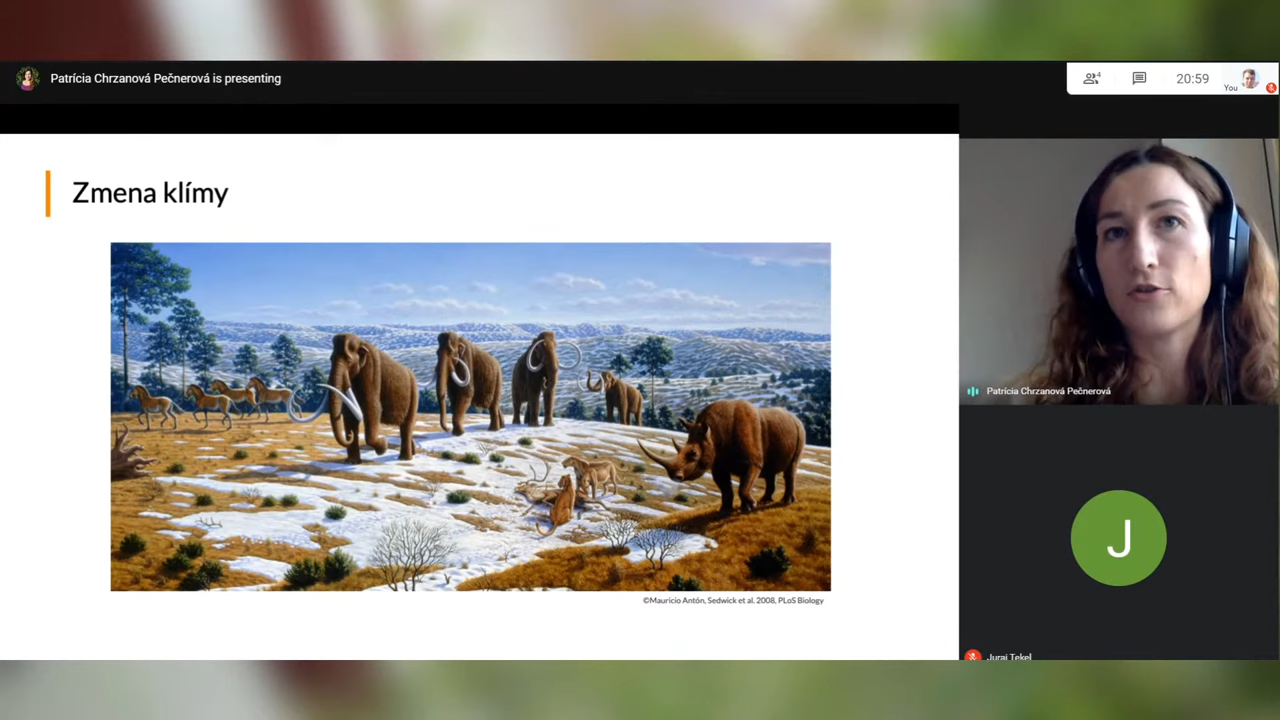 Patrícia Chrzanová Pečnerová is presenting
4
20:59
You
Zmena klímy
©Mauricio Antón, Sedwick et al. 2008, PLoS Biology
Patrícia Chrzanová Pečnerová
J
Juraj Tekel